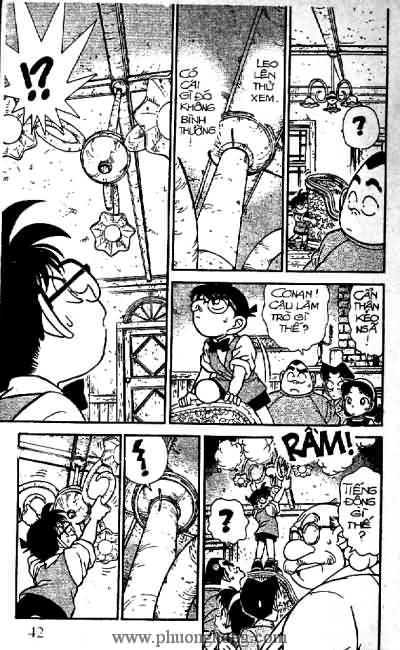 ?
LEO
LÊN
THỬ
XEM.
CÓ
CÁI
GÌ ĐÓ
KHÔNG
BÌNH
THƯỜNG!
!?
CẨN
THẬN
KẺO
NGÃ!
CONAN!
CẬU LÀM
TRÒ GÌ
THẾ?
RẦM!
TIẾNG
ĐỘNG
GÌ
THẾ?
?
42